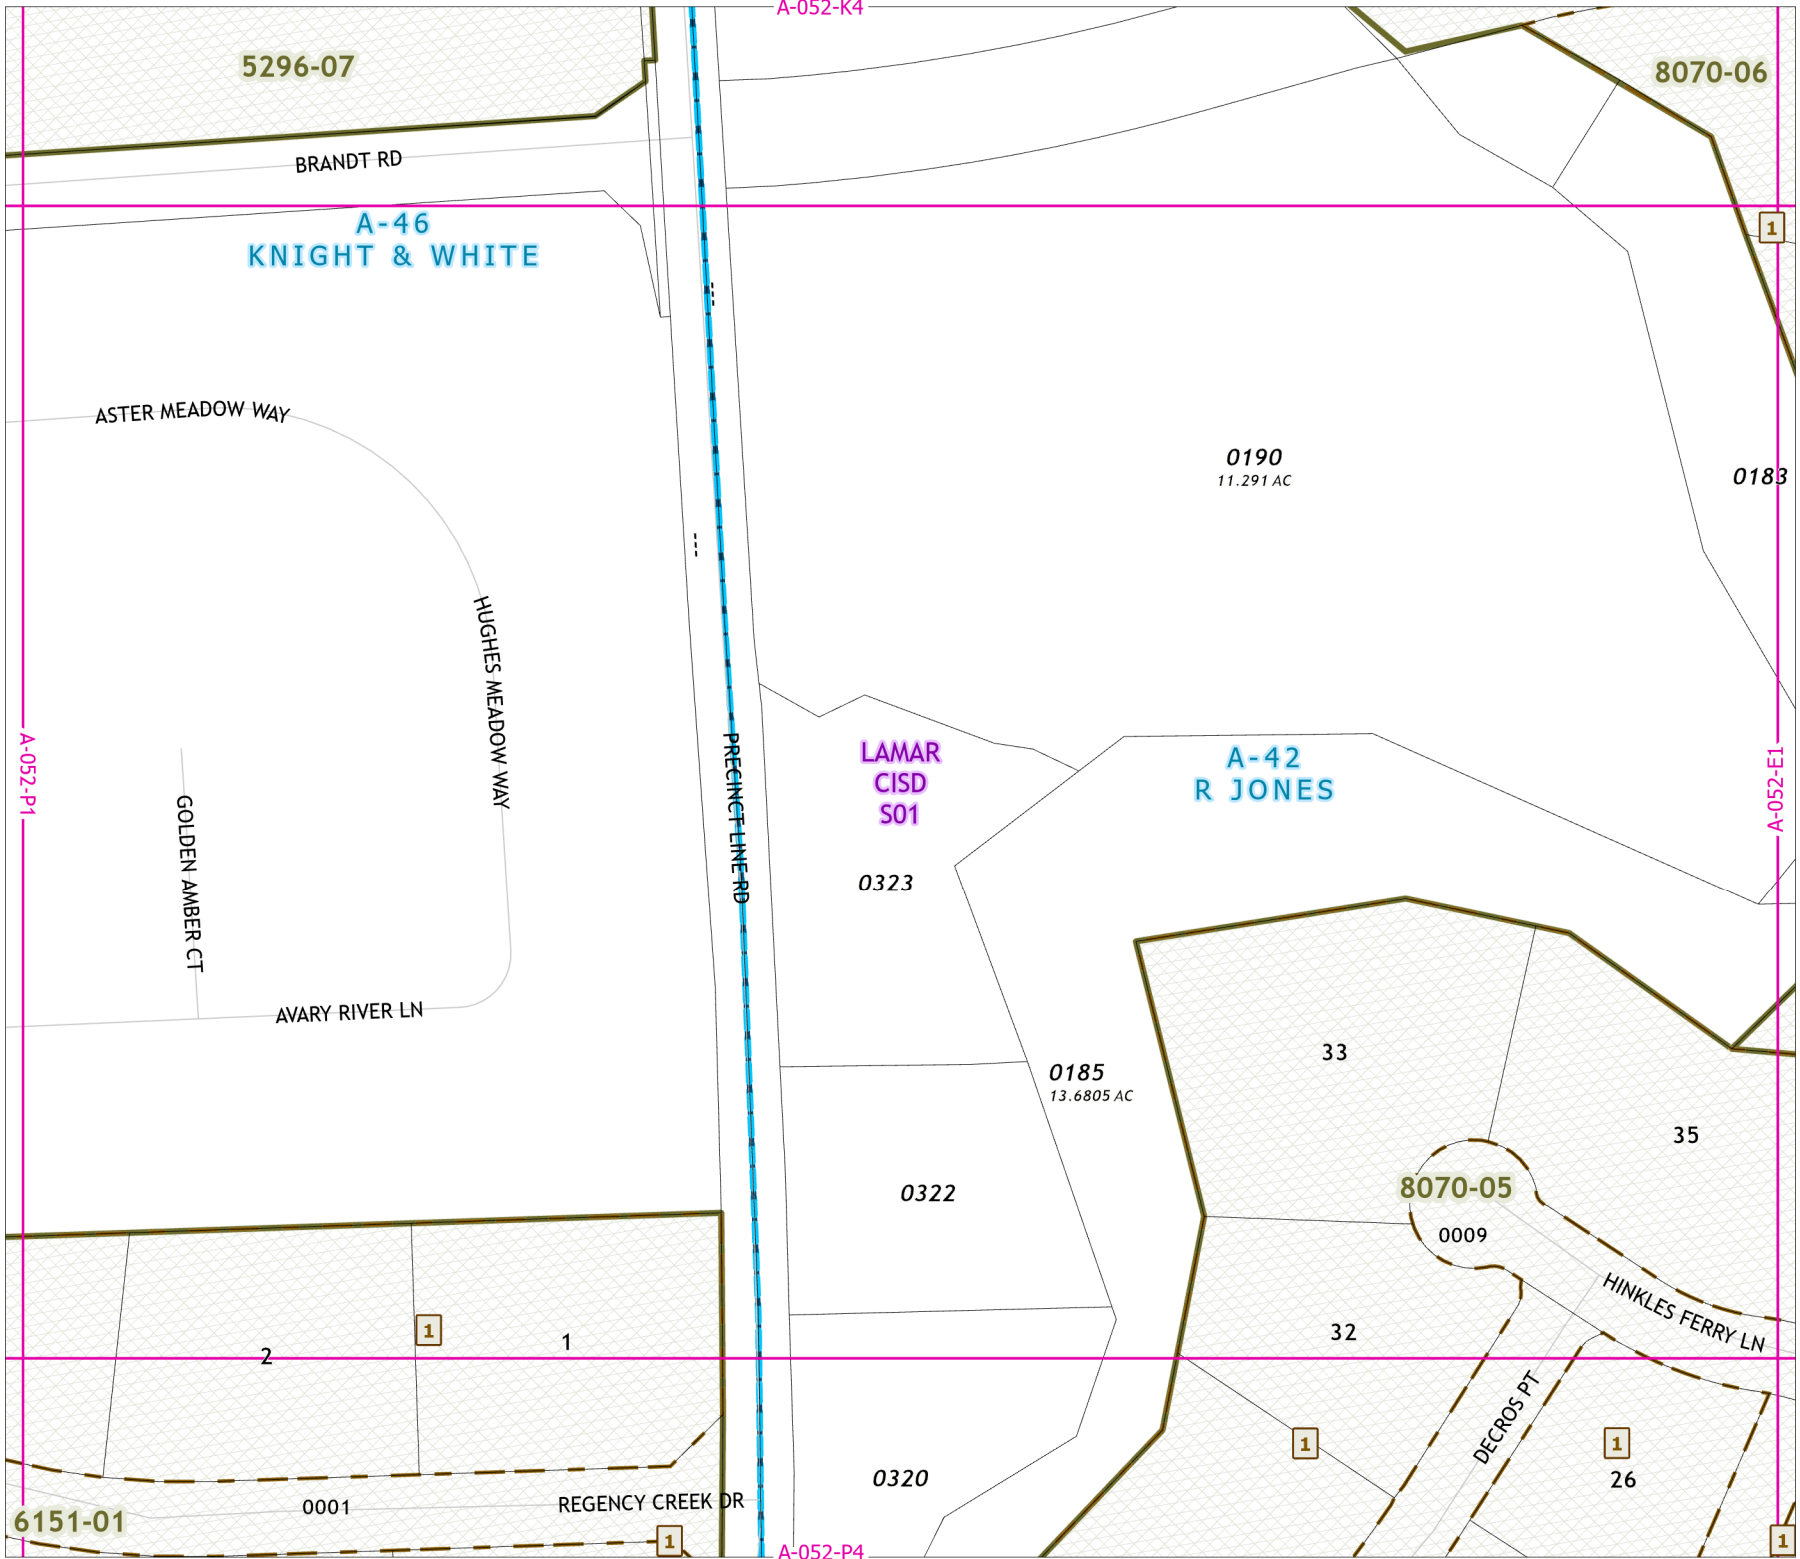 A-052-K4
5296-07
8070-06
BRANDT RD
A-46
KNIGHT & WHITE
1
ASTER MEADOW WAY
0190
11.291 AC
0183
HUGHES MEADOW WAY
A-052-P1
GOLDEN AMBER CT
PRECINCT LINE RD
LAMAR
CISD
S01
A-42
R JONES
A-052-E1
0323
AVARY RIVER LN
33
0185
13.6805 AC
35
8070-05
0322
0009
HINKLES FERRY LN
1
1
2
32
DECROS PT
1
1
26
0320
REGENCY CREEK DR
0001
6151-01
1
1
A-052-P4